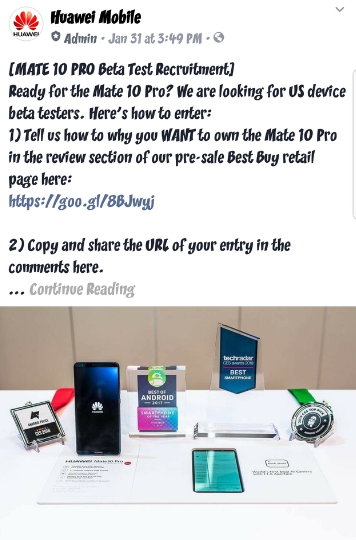 Huawei Mobile
HUAWEI
Admin · Jan 31 at 3:49 PM ·
[MATE 10 PRO Beta Test Recruitment]
Ready for the Mate 10 Pro? We are looking for US device
beta testers. Here's how to enter:
1) Tell us how to why you WANT to own the Mate 10 Pro
in the review section of our pre-sale Best Buy retail
page here:
https://goo.gl/8BJwyj
2) Copy and share the URL of your entry in the
comments here.
... Continue Reading
techradar
BEST
SMARTPHONE
BEST OF
ANDROID
2017
SMARTPHONE
OF THE YEAR
HUAWEI
HUAWEI Mate 10 Pro